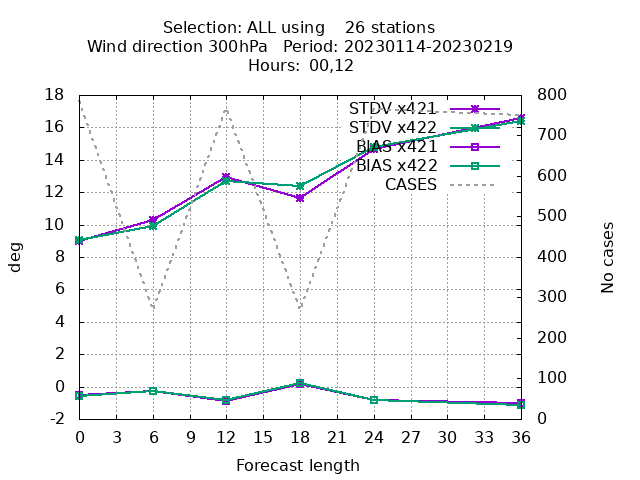 Selection: ALL using    26 stations
Wind direction 300hPa   Period: 20230114-20230219
Hours: 00,12
18 800
STDV x421
16 700
STDV x422
BIAS x421
14 600
BIAS x422
CASES
12
10 500
8 400
6 300
4 200
2
0 100
-2 0
deg
No cases
0 3 6 9 12 15 18 21 24 27 30 33 36
Forecast length